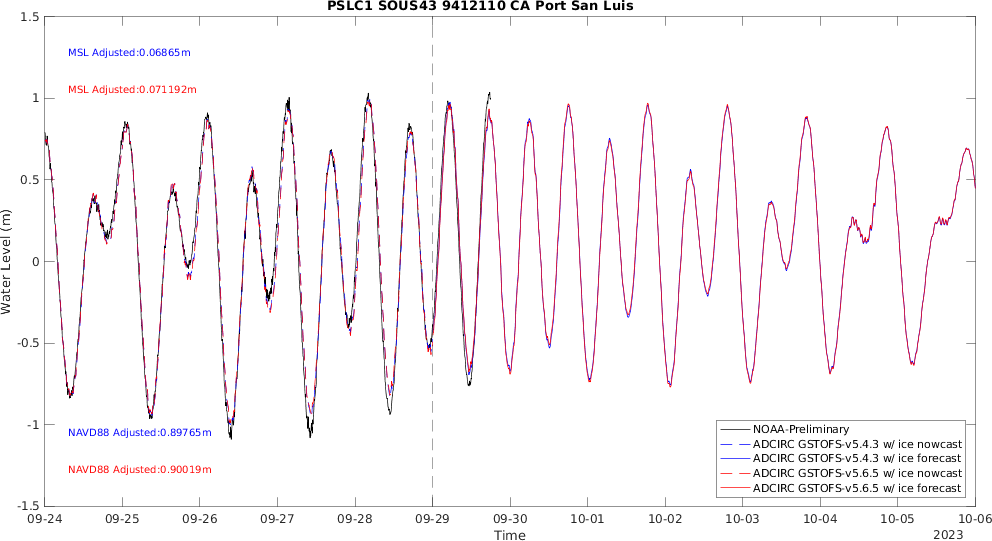 PSLC1 SOUS43 9412110 CA Port San Luis
1.5
MSL Adjusted:0.06865m
MSL Adjusted:0.071192m
1
0.5
0
Water Level (m)
-0.5
-1
NAVD88 Adjusted:0.89765m
NAVD88 Adjusted:0.90019m
NOAA-Preliminary
ADCIRC GSTOFS-v5.4.3 w/ ice nowcast
ADCIRC GSTOFS-v5.4.3 w/ ice forecast
ADCIRC GSTOFS-v5.6.5 w/ ice nowcast
ADCIRC GSTOFS-v5.6.5 w/ ice forecast
-1.5
09-24 09-25 09-26 09-27 09-28 09-29 09-30 10-01 10-02 10-03 10-04 10-05 10-06
Time
2023